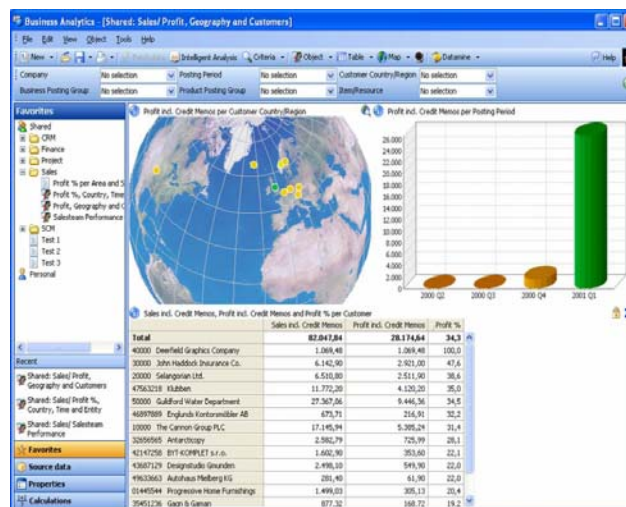 Business Analytics - [Shared: Sales/ Profit, Geography and Customers]
File Edit View Object Tools Help
New Intelligent Analysis Criteria Object Table Map Datamine Help
Company No selection Posting Period No selection Customer Country/Region No selection
Business Posting Group No selection Product Posting Group No selection Item/Resource No selection
Favorites
Shared
CRM
Finance
Project
Sales
Profit % per Area and S
Profit %, Country, Time
Profit, Geography and C
Salesteam Performance
SCM
Test 1
Test 2
Test 3
Personal
Recent
Shared: Sales/ Profit,
Geography and Customers
Shared: Sales/ Profit %,
Country, Time and Entity
Shared: Sales/ Salesteam
Performance
Favorites
Source data
Properties
Calculations
Profit incl. Credit Memos per Customer Country/Region
Profit incl. Credit Memos per Posting Period
26.000
24.000
22.000
20.000
18.000
16.000
14.000
12.000
10.000
8.000
6.000
4.000
2.000
0
2000 Q2 2000 Q3 2000 Q4 2001 Q1
Sales incl. Credit Memos, Profit incl. Credit Memos and Profit % per Customer
Sales incl. Credit Memos Profit incl. Credit Memos Profit %
Total 82.047,84 28.174,64 34,3
40000 Deerfield Graphics Company 1.069,48 1.069,48 100,0
30000 John Haddock Insurance Co. 6.142,90 2.921,00 47,6
20000 Selangorian Ltd. 6.510,80 2.511,90 38,6
47563218 Klubben 11.772,20 4.120,20 35,0
50000 Guildford Water Department 27.367,06 9.446,36 34,5
46897889 Englunds Kontorsmöbler AB 673,71 216,91 32,2
10000 The Cannon Group PLC 17.145,94 5.385,24 31,4
32656565 Antarcticopy 2.582,79 725,99 28,1
42147258 BYT-KOMPLET s.r.o. 1.602,90 353,60 22,1
43687129 Designstudio Gmunden 2.498,10 549,90 22,0
49633663 Autohaus Mielberg KG 281,40 61,90 22,0
01445544 Progressive Home Furnishings 1.499,03 305,13 20,4
35451236 Gagn & Gaman 877,32 168,72 19,2